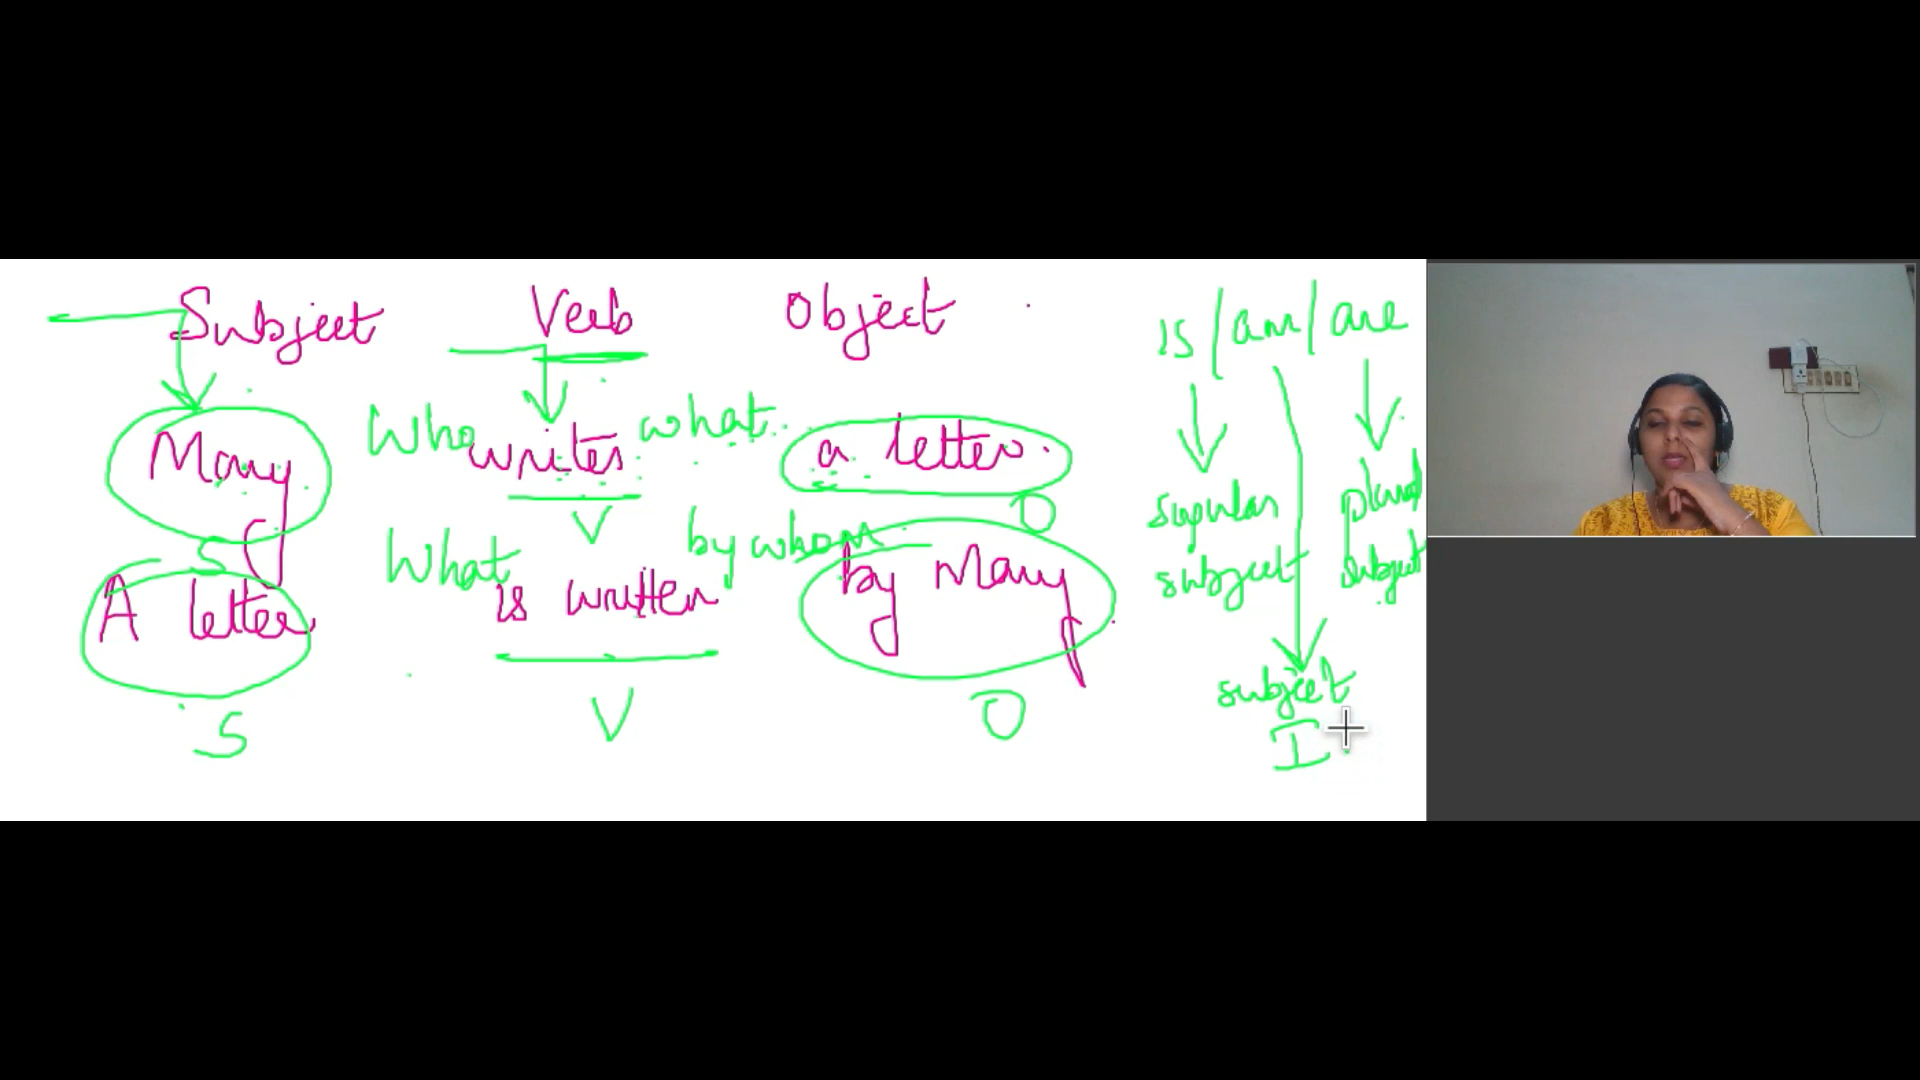 Subject Verb Object
is / am / are
Mary Who writes what a letter.
S V O
singular subject
plural subject
What by whom
A letter is written by Mary
S V O
subject
I